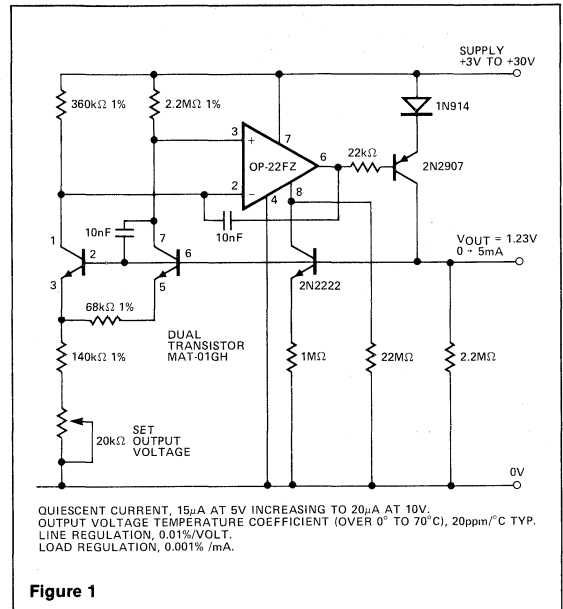 SUPPLY
+3V TO +30V
360kΩ 1%
2.2MΩ 1%
1N914
3
+
7
OP-22FZ
6
22kΩ
2N2907
2
−
4
8
10nF
10nF
1
2
3
7
6
5
VOUT = 1.23V
0 → 5mA
2N2222
68kΩ 1%
DUAL
TRANSISTOR
MAT-01GH
140kΩ 1%
1MΩ
22MΩ
2.2MΩ
20kΩ
SET
OUTPUT
VOLTAGE
0V
QUIESCENT CURRENT, 15μA AT 5V INCREASING TO 20μA AT 10V.
OUTPUT VOLTAGE TEMPERATURE COEFFICIENT (OVER 0° TO 70°C), 20ppm/°C TYP.
LINE REGULATION, 0.01%/VOLT.
LOAD REGULATION, 0.001% /mA.
Figure 1